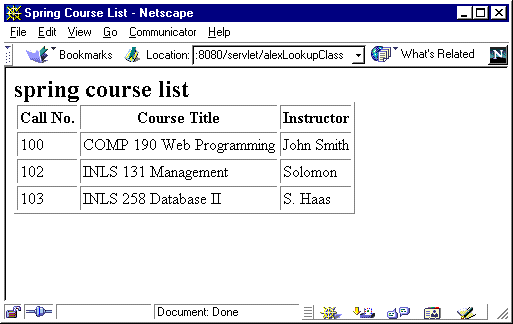 Spring Course List - Netscape
File Edit View Go Communicator Help
Bookmarks Location: :8080/servlet/alexLookupClass What's Related N
spring course list
Call No. Course Title Instructor
100 COMP 190 Web Programming John Smith
102 INLS 131 Management Solomon
103 INLS 258 Database II S. Haas
Document: Done